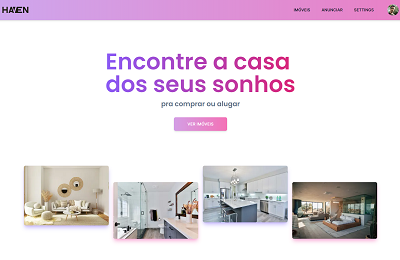 HAVEN
IMÓVEIS ANUNCIAR SETTINGS
Encontre a casa
dos seus sonhos
pra comprar ou alugar
VER IMÓVEIS